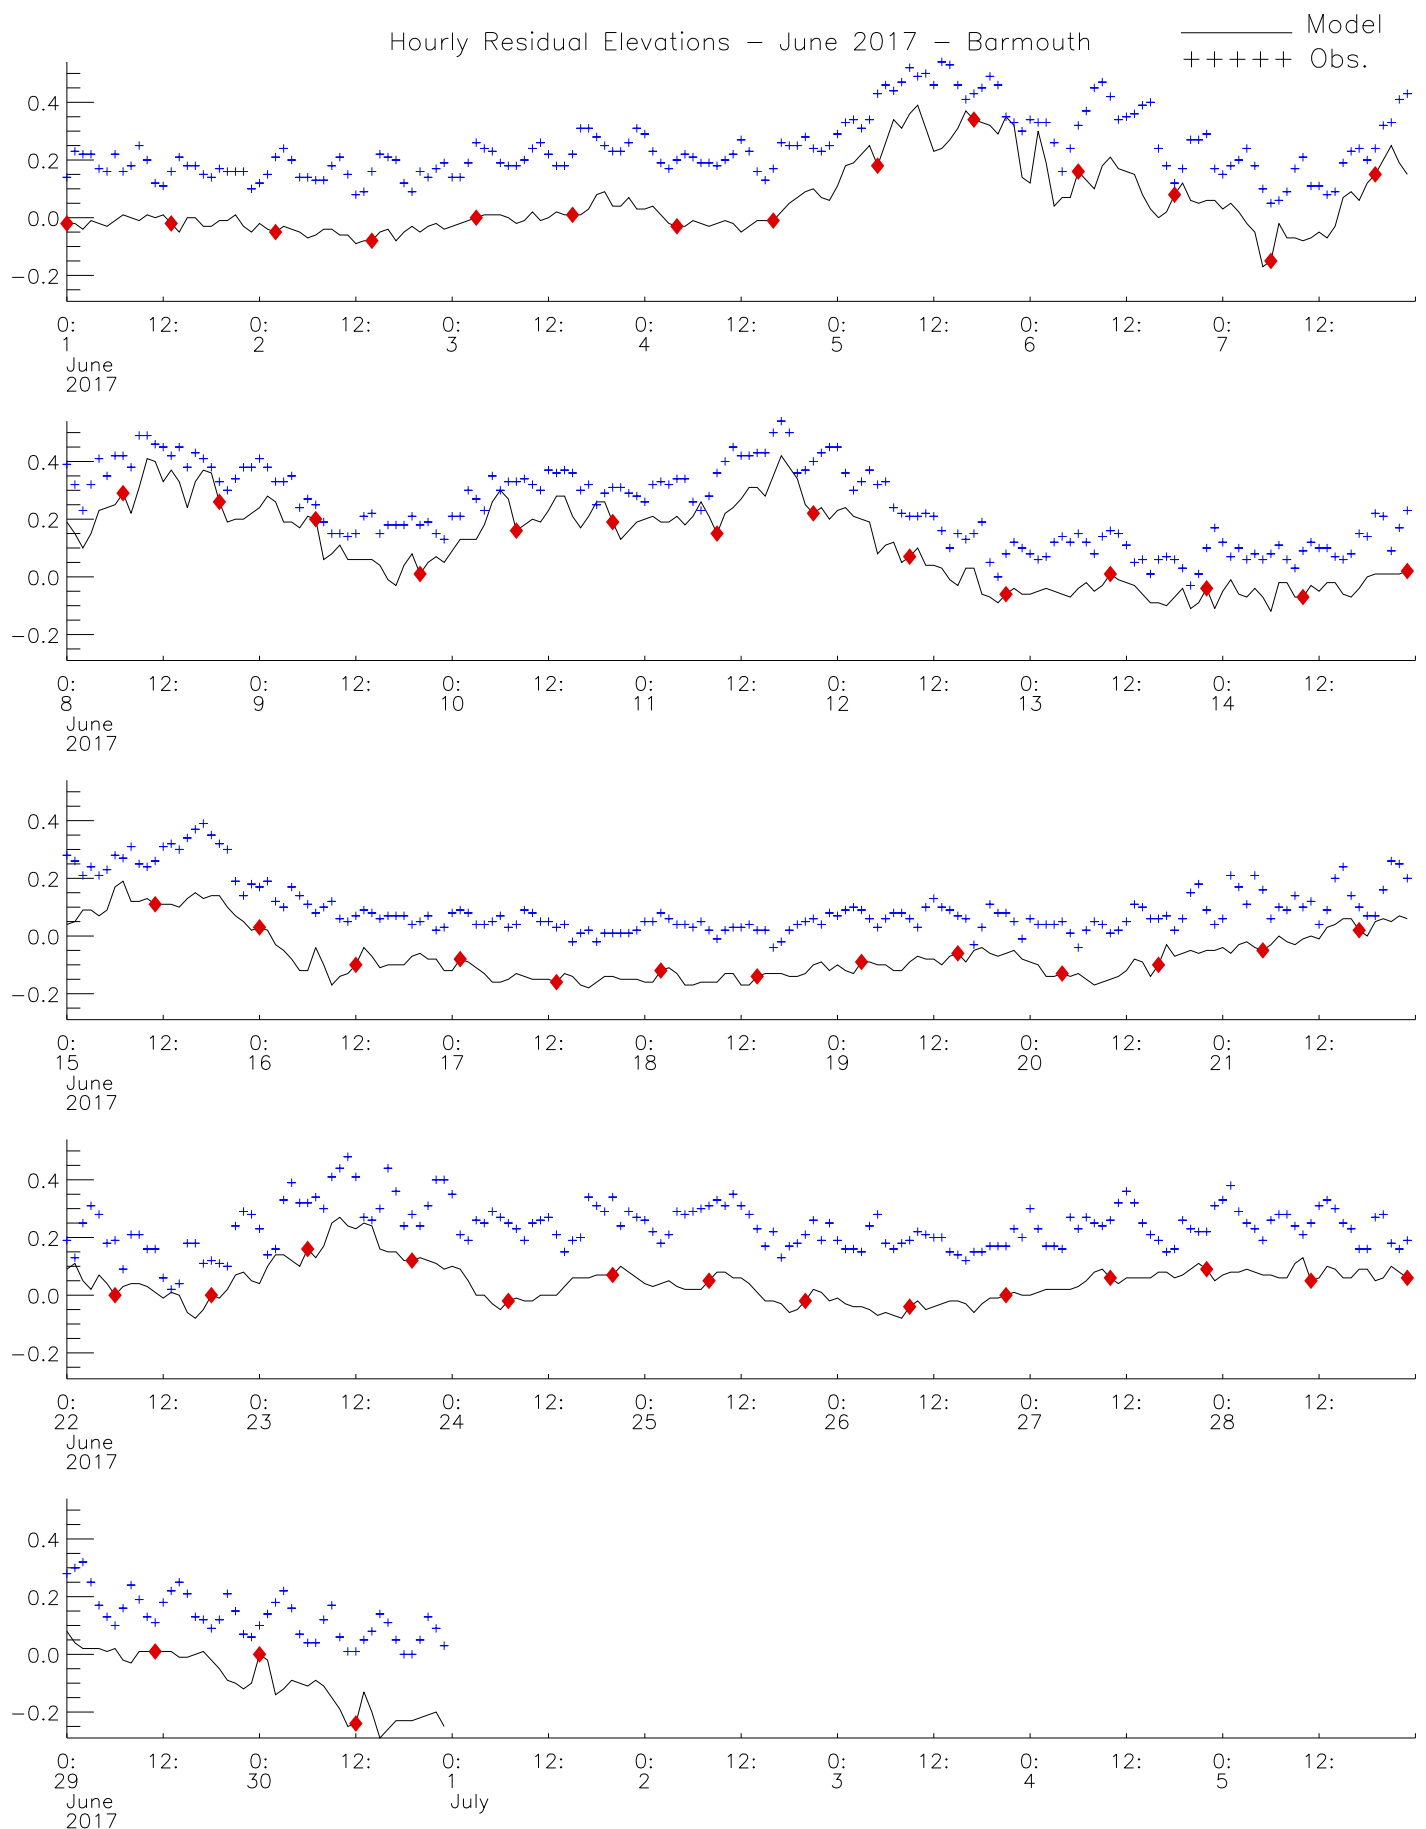 Hourly Residual Elevations – June 2017 – Barmouth
Model
+++++ Obs.
0.4
0.2
0.0
−0.2
0: 12: 0: 12: 0: 12: 0: 12: 0: 12: 0: 12: 0: 12:
1 2 3 4 5 6 7
June
2017
0.4
0.2
0.0
−0.2
0: 12: 0: 12: 0: 12: 0: 12: 0: 12: 0: 12: 0: 12:
8 9 10 11 12 13 14
June
2017
0.4
0.2
0.0
−0.2
0: 12: 0: 12: 0: 12: 0: 12: 0: 12: 0: 12: 0: 12:
15 16 17 18 19 20 21
June
2017
0.4
0.2
0.0
−0.2
0: 12: 0: 12: 0: 12: 0: 12: 0: 12: 0: 12: 0: 12:
22 23 24 25 26 27 28
June
2017
0.4
0.2
0.0
−0.2
0: 12: 0: 12: 0: 12: 0: 12: 0: 12: 0: 12: 0: 12:
29 30 1 2 3 4 5
June July
2017